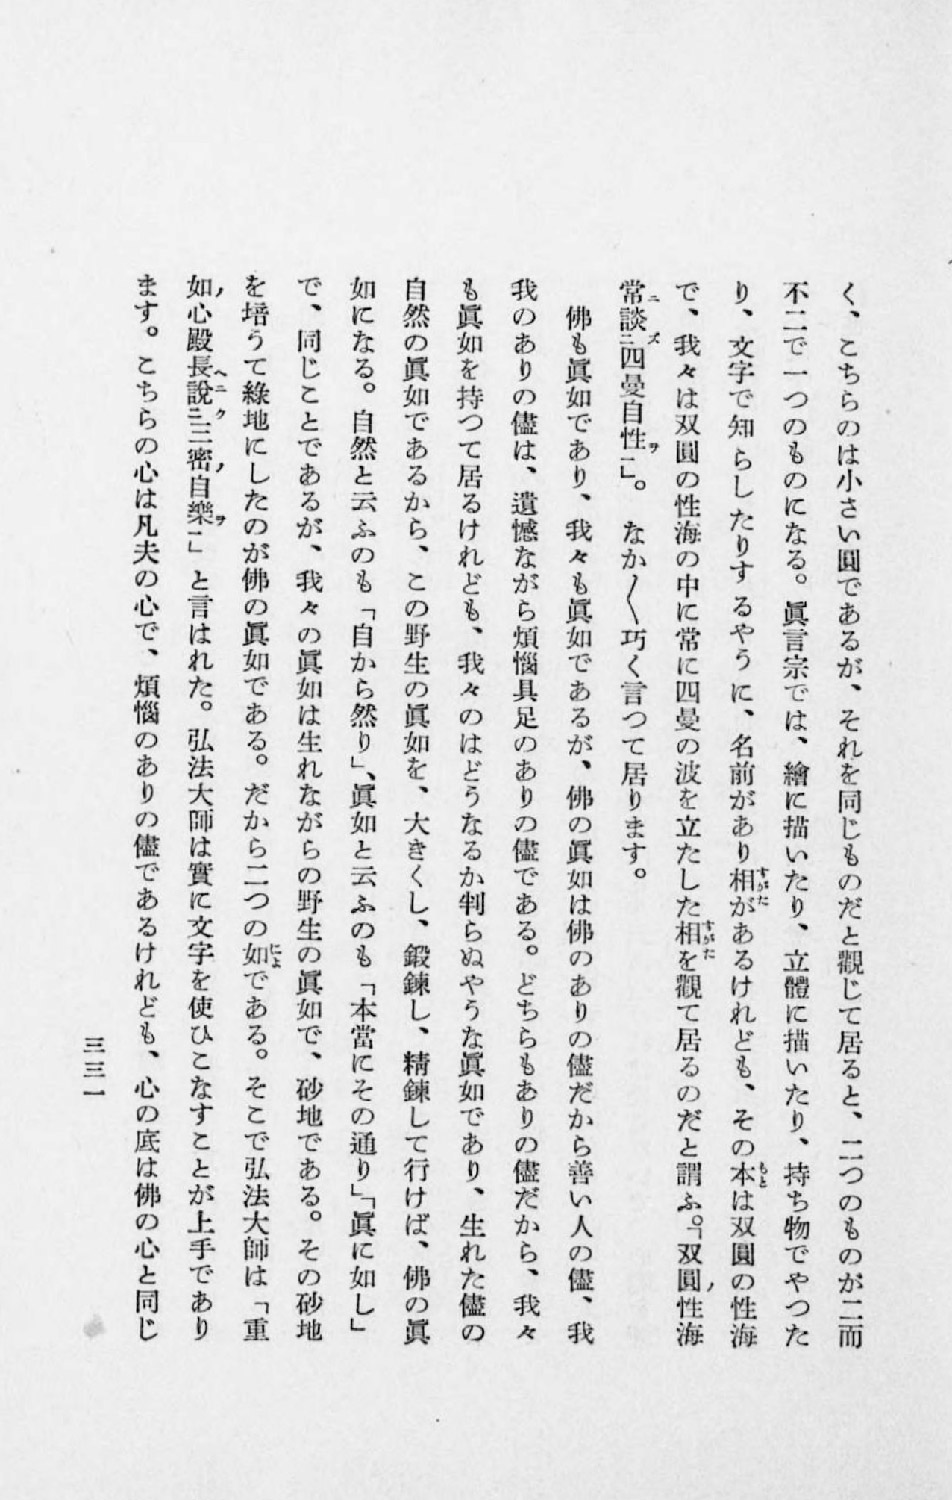 く、こちらのは小さい圓であるが、それを同じものだと觀じて居ると、二つのものが二而
不二で一つのものになる。眞言宗では、繪に描いたり、立體に描いたり、持ち物でやつた
り、文字で知らしたりするやうに、名前があり相があるけれども、その本は双圓の性海
で、我々は双圓の性海の中に常に四曼の波を立たした相を觀て居るのだと謂ふ。「双圓ノ性海
常ニ談ズ㆓四曼自性ヲ㆒」。なか〱巧く言つて居ります。
佛も眞如であり、我々も眞如であるが、佛の眞如は佛のありの儘だから善い人の儘、我
我のありの儘は、遺憾ながら煩惱具足のありの儘である。どちらもありの儘だから、我々
も眞如を持つて居るけれども、我々のはどうなるか判らぬやうな眞如であり、生れた儘の
自然の眞如であるから、この野生の眞如を、大きくし、鍛鍊し、精鍊して行けば、佛の眞
如になる。自然と云ふのも「自から然り」、眞如と云ふのも「本當にその通り」「眞に如し」
で、同じことであるが、我々の眞如は生れながらの野生の眞如で、砂地である。その砂地
を培うて綠地にしたのが佛の眞如である。だから二つの如である。そこで弘法大師は「重
如ノ心殿ヘニ長說ク㆓三密ノ自樂ヲ㆒」と言はれた。弘法大師は實に文字を使ひこなすことが上手であり
ます。こちらの心は凡夫の心で、煩惱のありの儘であるけれども、心の底は佛の心と同じ
三三一